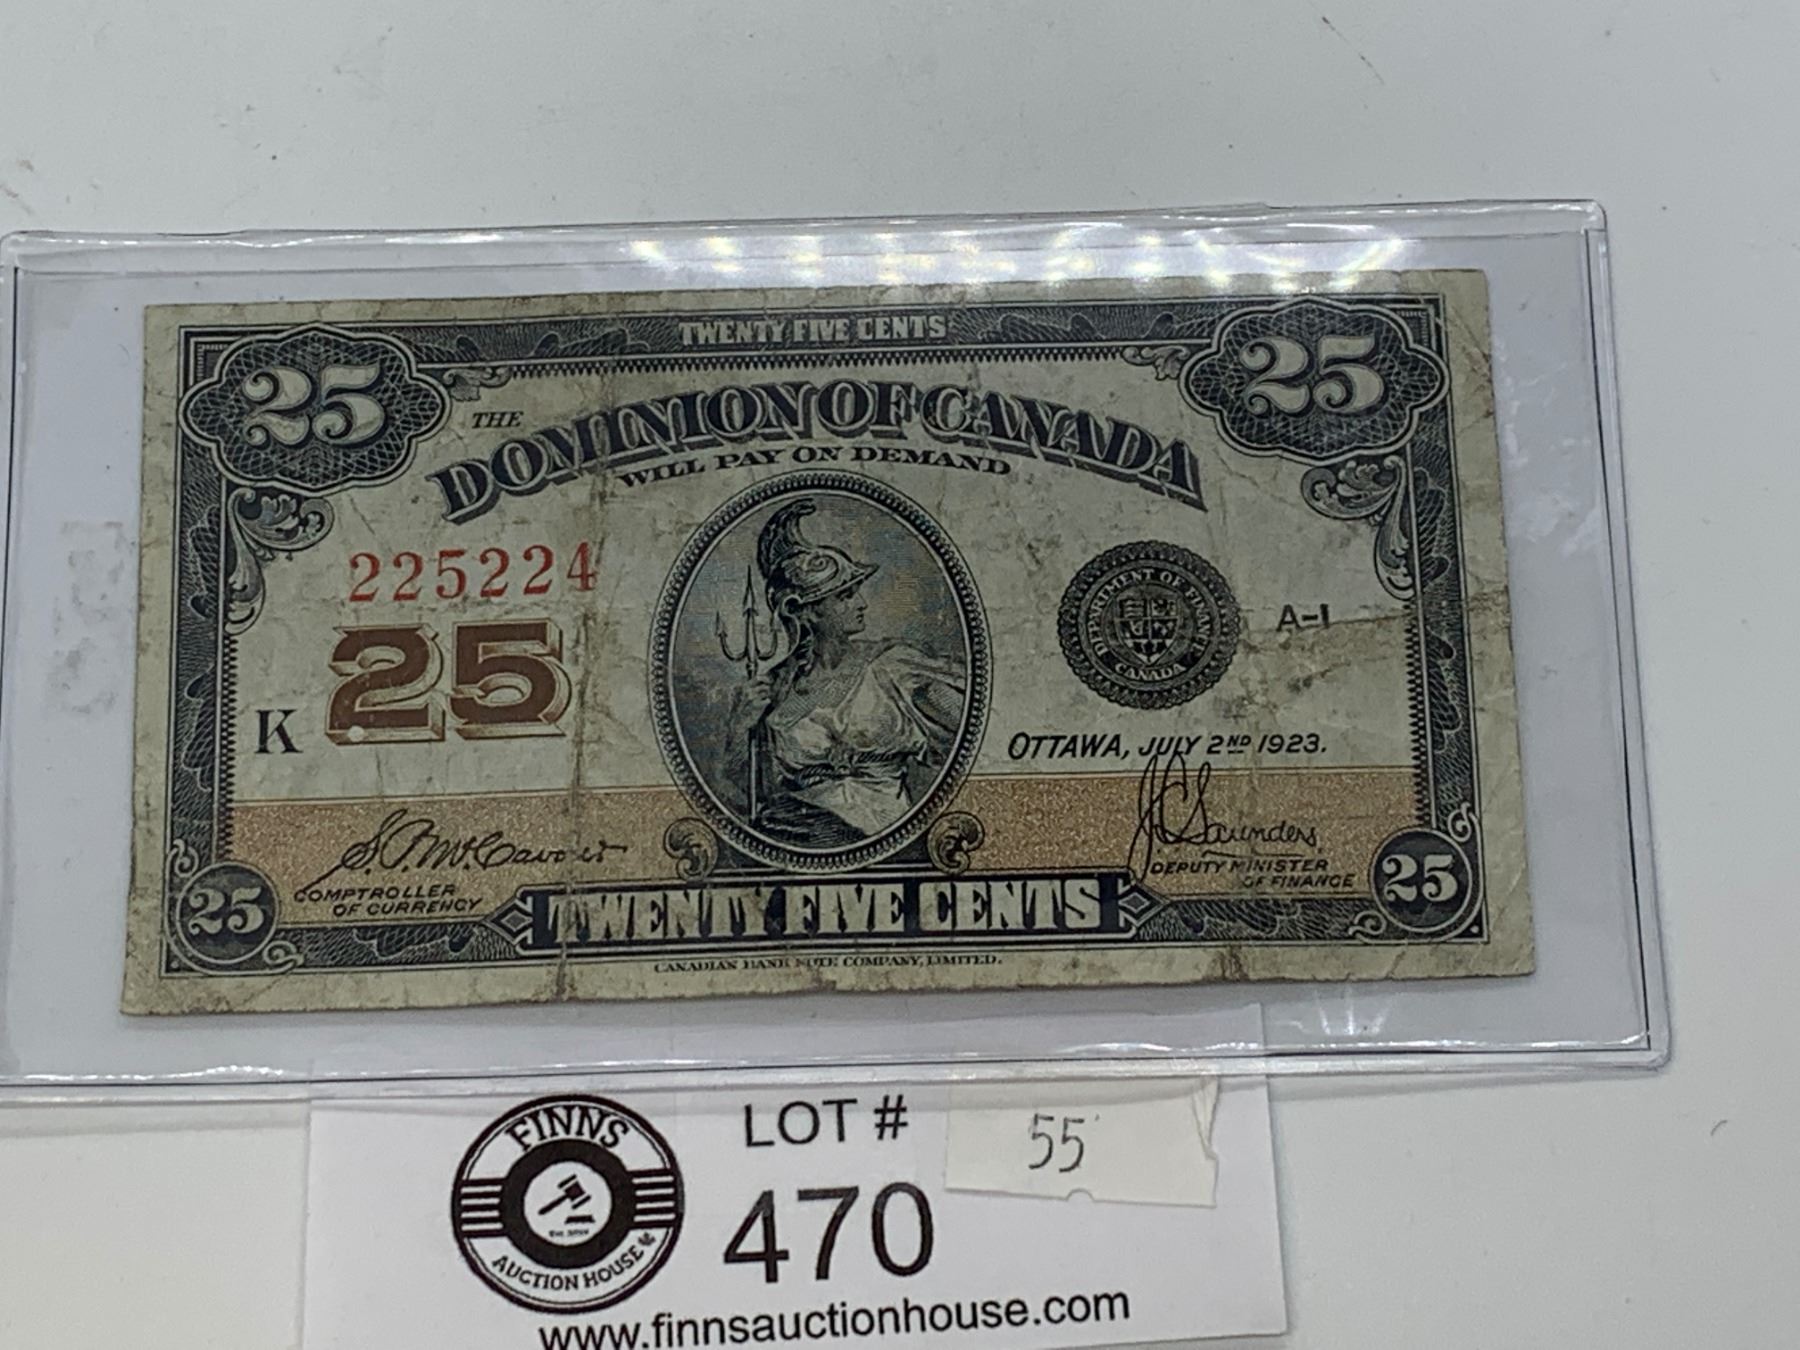 TWENTY FIVE CENTS
25
25
THE
DOMINION OF CANADA
WILL PAY ON DEMAND
225224
25
K
DEPARTMENT OF FINANCE
CANADA
A-1
OTTAWA, JULY 2ND 1923.
J C Saunders
COMPTROLLER
OF CURRENCY
DEPUTY MINISTER
OF FINANCE
25
TWENTY FIVE CENTS
25
CANADIAN BANK NOTE COMPANY, LIMITED.
FINNS
AUCTION HOUSE
LOT #
55
470
www.finnsauctionhouse.com